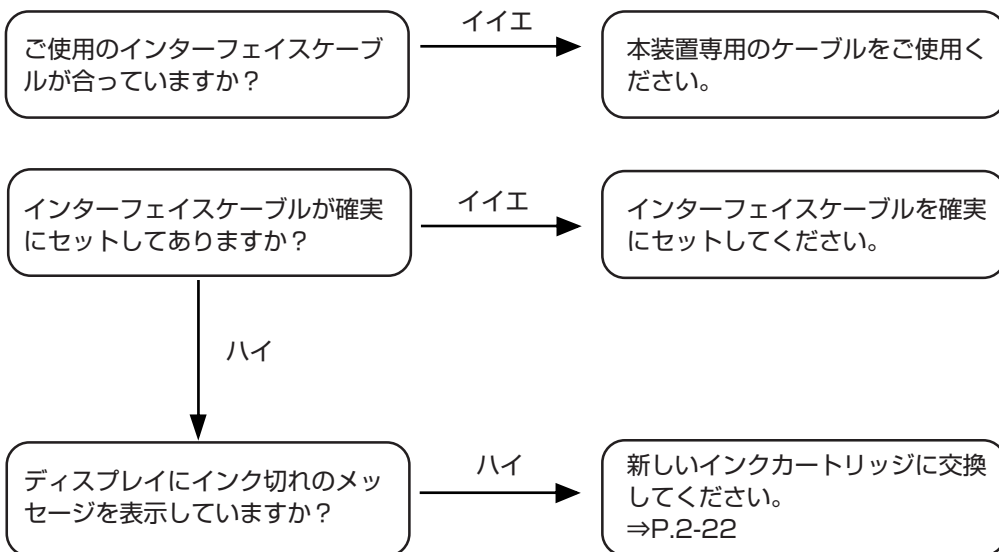 イイエ
ご使用のインターフェイスケーブ
ルが合っていますか？
本装置専用のケーブルをご使用く
ださい。
イイエ
インターフェイスケーブルが確実
にセットしてありますか？
インターフェイスケーブルを確実
にセットしてください。
ハイ
ハイ
ディスプレイにインク切れのメッ
セージを表示していますか？
新しいインクカートリッジに交換
してください。
⇒P.2-22